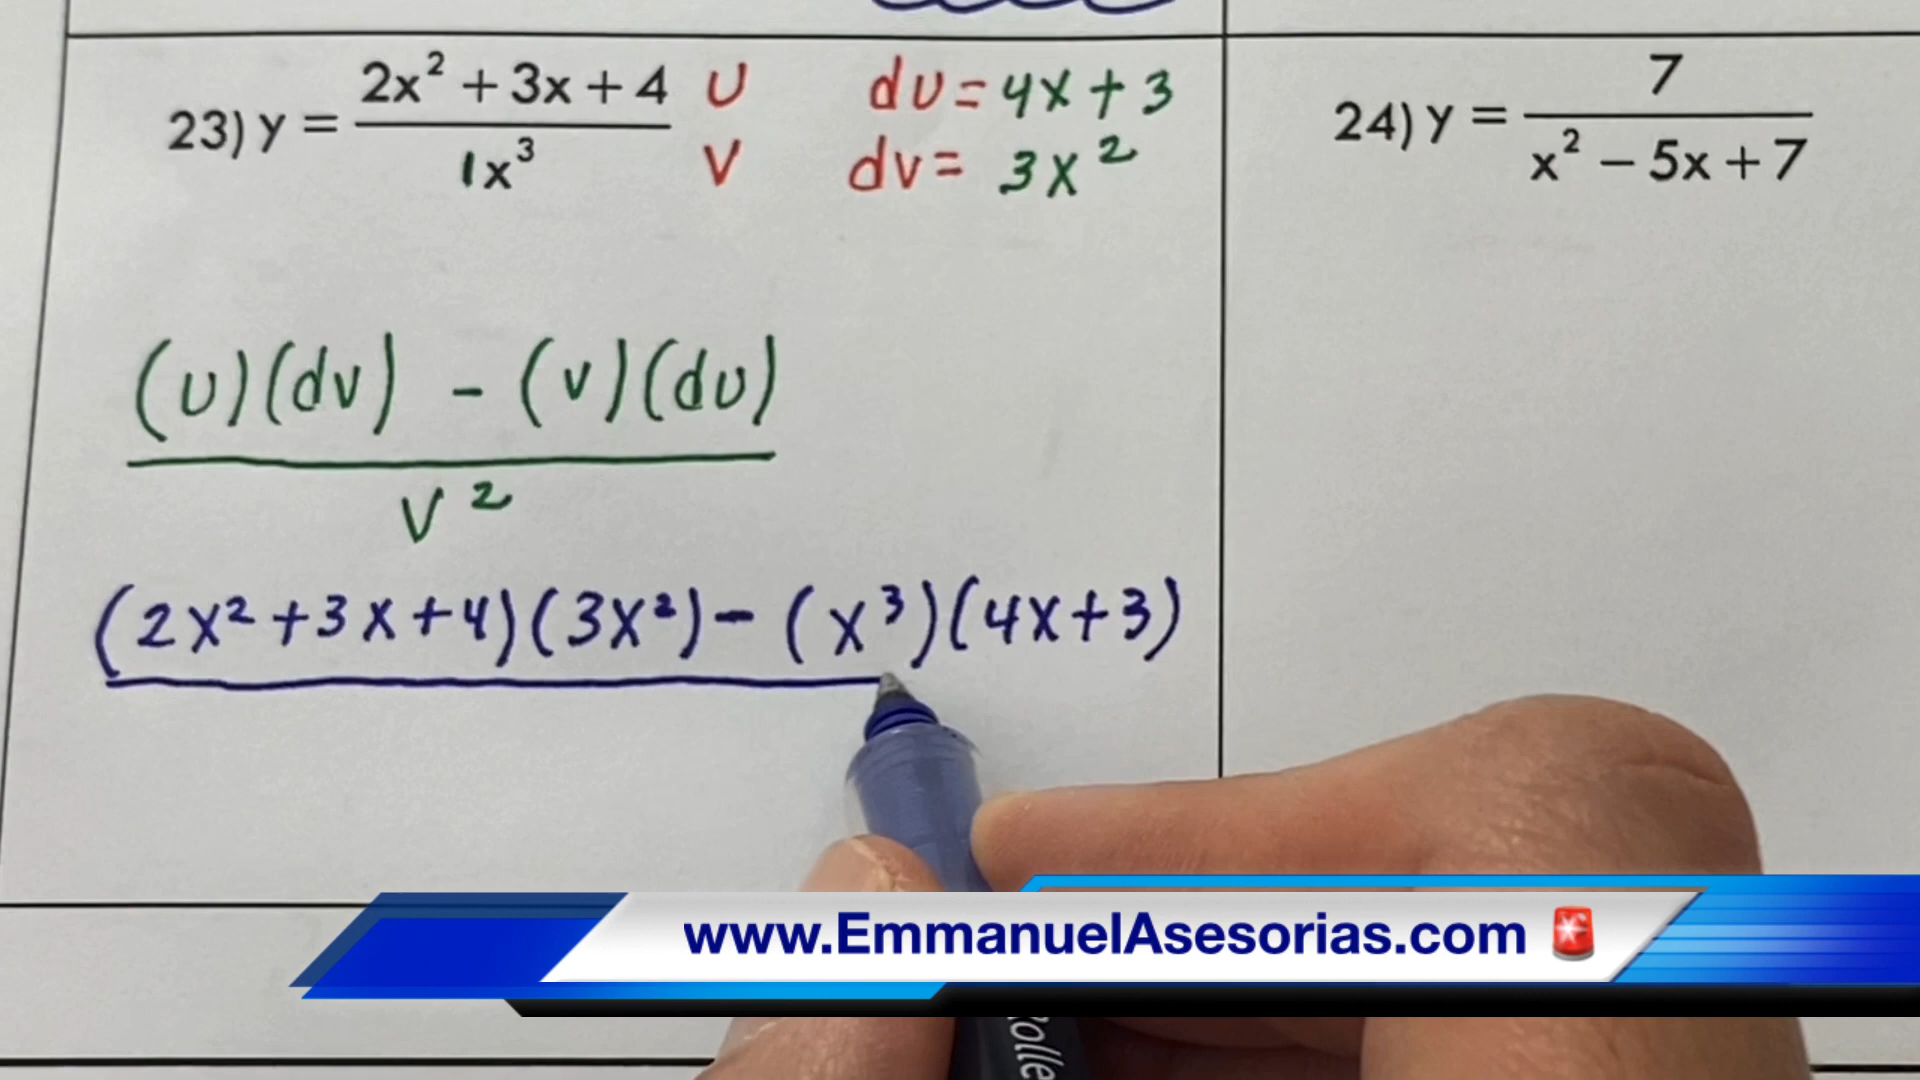 23) y = 2x² + 3x + 4 U du = 4x + 3
1x³ V dv = 3x²
(U)(dv) - (v)(du)
V²
(2x² + 3x + 4)(3x²) - (x³)(4x+3)
24) y = 7
x² - 5x + 7
www.EmmanuelAsesorias.com
Rolle